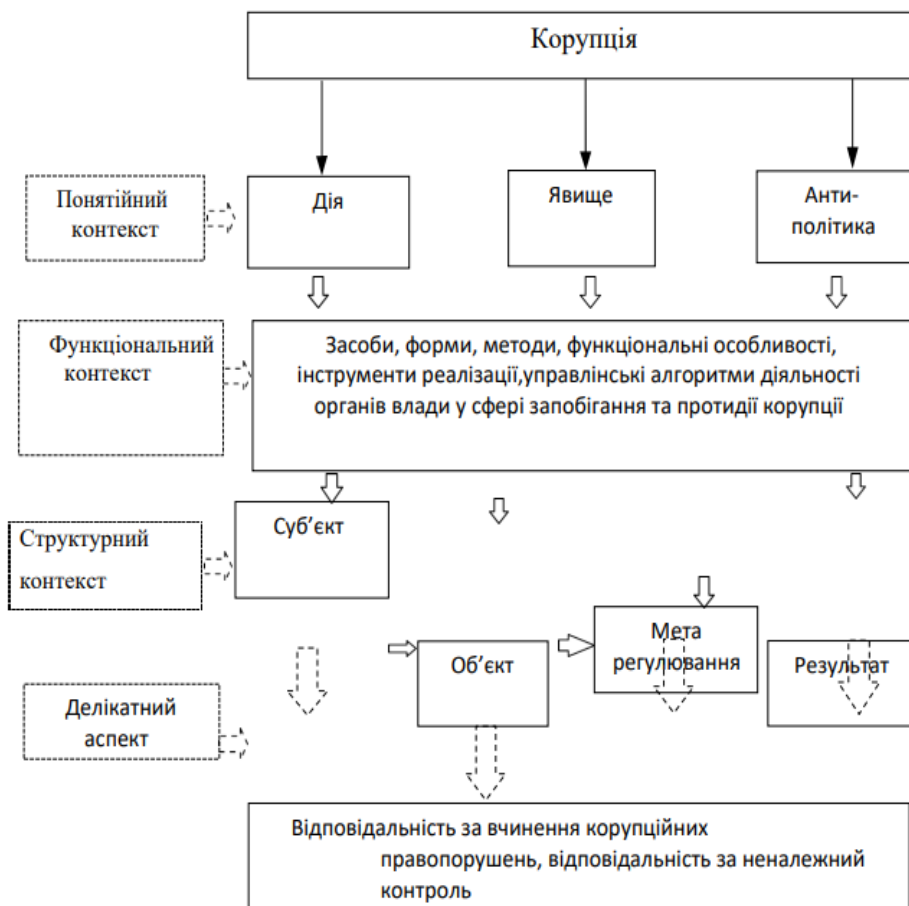 Корупція
Понятійний
контекст
Дія
Явище
Анти-
політика
Функціональний
контекст
Засоби, форми, методи, функціональні особливості,
інструменти реалізації,управлінські алгоритми діяльності
органів влади у сфері запобігання та протидії корупції
Структурний
контекст
Суб’єкт
Об’єкт
Мета
регулювання
Результат
Делікатний
аспект
Відповідальність за вчинення корупційних
правопорушень, відповідальність за неналежний
контроль